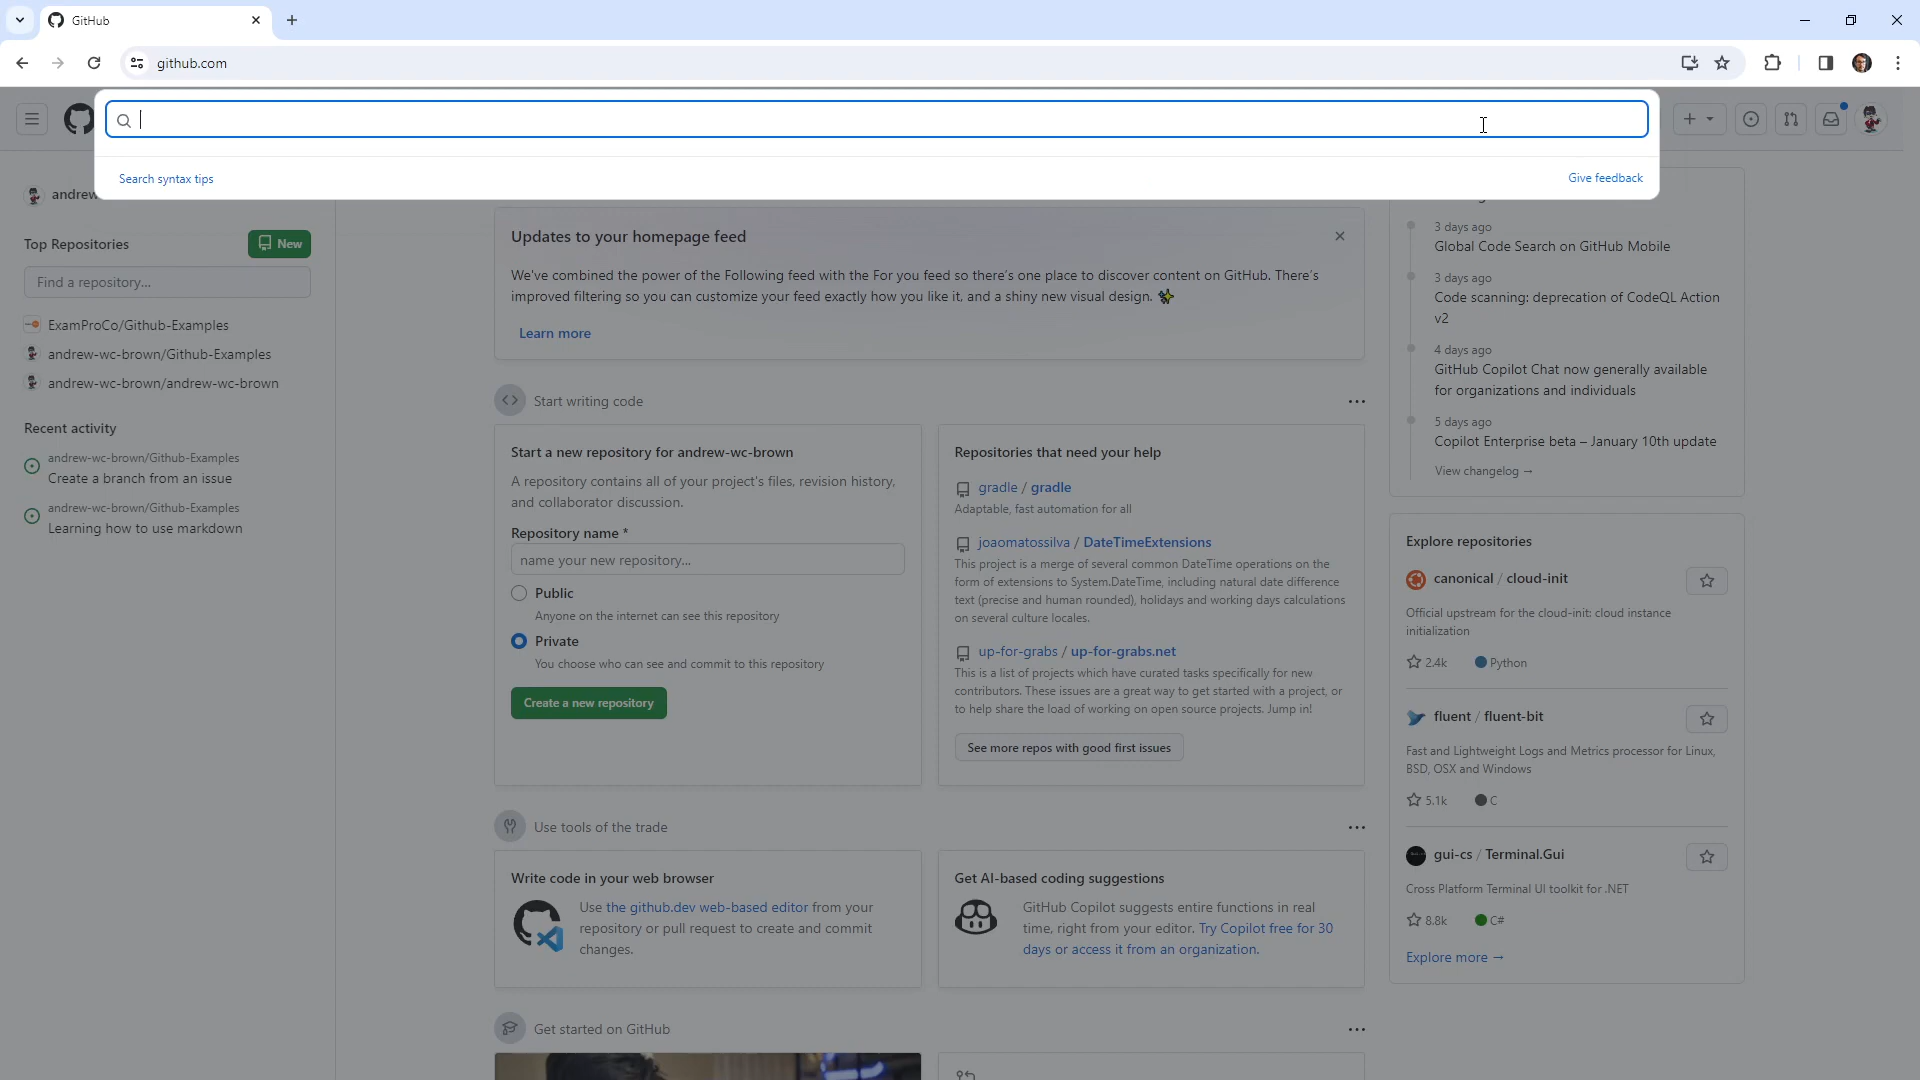 GitHub
github.com
Search syntax tips
Give feedback
andrew
Top Repositories
New
Find a repository...
ExamProCo/Github-Examples
andrew-wc-brown/Github-Examples
andrew-wc-brown/andrew-wc-brown
Recent activity
andrew-wc-brown/Github-Examples
Create a branch from an issue
andrew-wc-brown/Github-Examples
Learning how to use markdown
Updates to your homepage feed
We've combined the power of the Following feed with the For you feed so there's one place to discover content on GitHub. There's
improved filtering so you can customize your feed exactly how you like it, and a shiny new visual design. ✨
Learn more
Start writing code
Start a new repository for andrew-wc-brown
A repository contains all of your project's files, revision history,
and collaborator discussion.
Repository name *
name your new repository...
Public
Anyone on the internet can see this repository
Private
You choose who can see and commit to this repository
Create a new repository
Repositories that need your help
gradle / gradle
Adaptable, fast automation for all
joaomatossilva / DateTimeExtensions
This project is a merge of several common DateTime operations on the
form of extensions to System.DateTime, including natural date difference
text (precise and human rounded), holidays and working days calculations
on several culture locales.
up-for-grabs / up-for-grabs.net
This is a list of projects which have curated tasks specifically for new
contributors. These issues are a great way to get started with a project, or
to help share the load of working on open source projects. Jump in!
See more repos with good first issues
Use tools of the trade
Write code in your web browser
Use the github.dev web-based editor from your
repository or pull request to create and commit
changes.
Get AI-based coding suggestions
GitHub Copilot suggests entire functions in real
time, right from your editor. Try Copilot free for 30
days or access it from an organization.
Get started on GitHub
3 days ago
Global Code Search on GitHub Mobile
3 days ago
Code scanning: deprecation of CodeQL Action
v2
4 days ago
GitHub Copilot Chat now generally available
for organizations and individuals
5 days ago
Copilot Enterprise beta – January 10th update
View changelog →
Explore repositories
canonical / cloud-init
Official upstream for the cloud-init: cloud instance
initialization
2.4k Python
fluent / fluent-bit
Fast and Lightweight Logs and Metrics processor for Linux,
BSD, OSX and Windows
5.1k C
gui-cs / Terminal.Gui
Cross Platform Terminal UI toolkit for .NET
8.8k C#
Explore more →